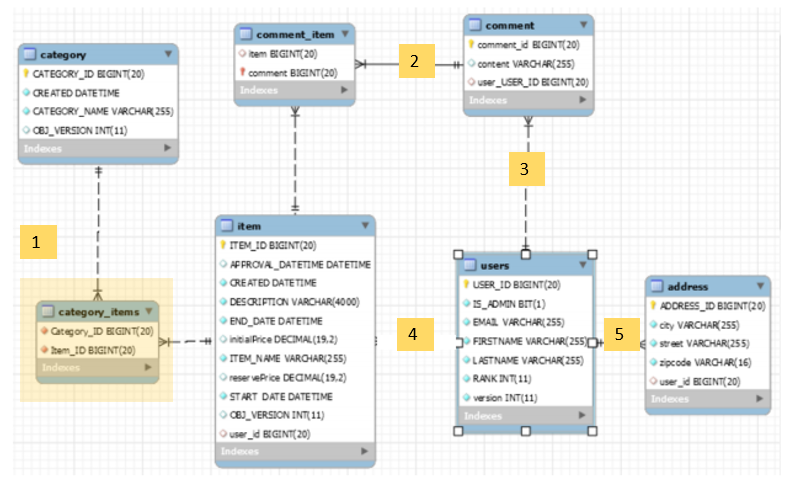 category
CATEGORY_ID BIGINT(20)
CREATED DATETIME
CATEGORY_NAME VARCHAR(255)
OBJ_VERSION INT(11)
Indexes
comment_item
item BIGINT(20)
comment BIGINT(20)
Indexes
2
comment
comment_id BIGINT(20)
content VARCHAR(255)
user_USER_ID BIGINT(20)
Indexes
3
1
category_items
Category_ID BIGINT(20)
Item_ID BIGINT(20)
Indexes
item
ITEM_ID BIGINT(20)
APPROVAL_DATETIME DATETIME
CREATED DATETIME
DESCRIPTION VARCHAR(4000)
END_DATE DATETIME
initialPrice DECIMAL(19,2)
ITEM_NAME VARCHAR(255)
reservePrice DECIMAL(19,2)
START_DATE DATETIME
OBJ_VERSION INT(11)
user_id BIGINT(20)
Indexes
4
users
USER_ID BIGINT(20)
IS_ADMIN BIT(1)
EMAIL VARCHAR(255)
FIRSTNAME VARCHAR(255)
LASTNAME VARCHAR(255)
RANK INT(11)
version INT(11)
Indexes
5
address
ADDRESS_ID BIGINT(20)
city VARCHAR(255)
street VARCHAR(255)
zipcode VARCHAR(16)
user_id BIGINT(20)
Indexes